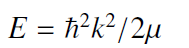 E = ℏ²k²/2μ